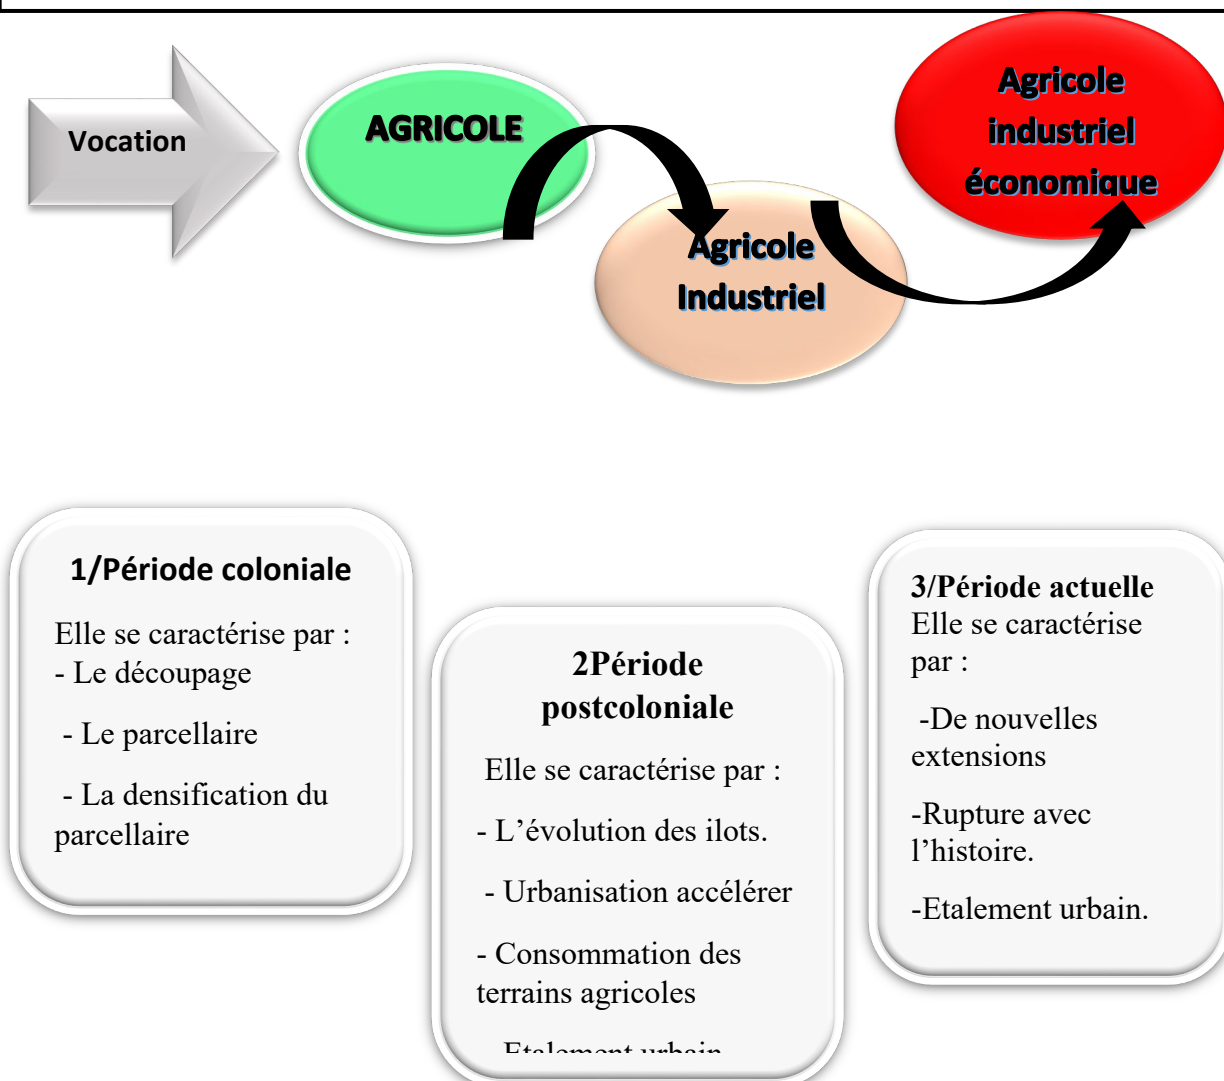 Vocation
AGRICOLE
Agricole
Industriel
Agricole
industriel
économique
1/Période coloniale
Elle se caractérise par :
- Le découpage
- Le parcellaire
- La densification du
parcellaire
2Période
postcoloniale
Elle se caractérise par :
- L’évolution des ilots.
- Urbanisation accélérer
- Consommation des
terrains agricoles
- Etalement urbain
3/Période actuelle
Elle se caractérise
par :
-De nouvelles
extensions
-Rupture avec
l’histoire.
-Etalement urbain.